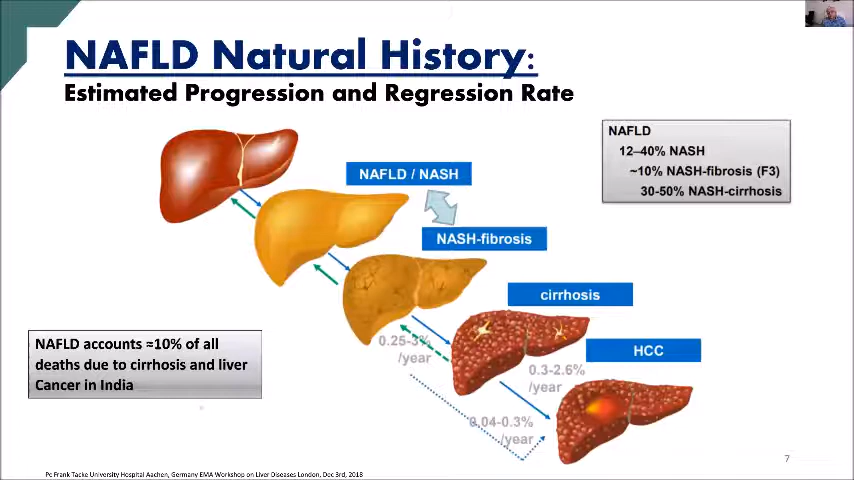 NAFLD Natural History:
Estimated Progression and Regression Rate
NAFLD
12–40% NASH
~10% NASH-fibrosis (F3)
30-50% NASH-cirrhosis
NAFLD / NASH
NASH-fibrosis
cirrhosis
HCC
0.25-3%
/year
0.3-2.6%
/year
0.04-0.3%
/year
NAFLD accounts ≈10% of all
deaths due to cirrhosis and liver
Cancer in India
7
Pc Frank Tacke University Hospital Aachen, Germany EMA Workshop on Liver Diseases London, Dec 3rd, 2018